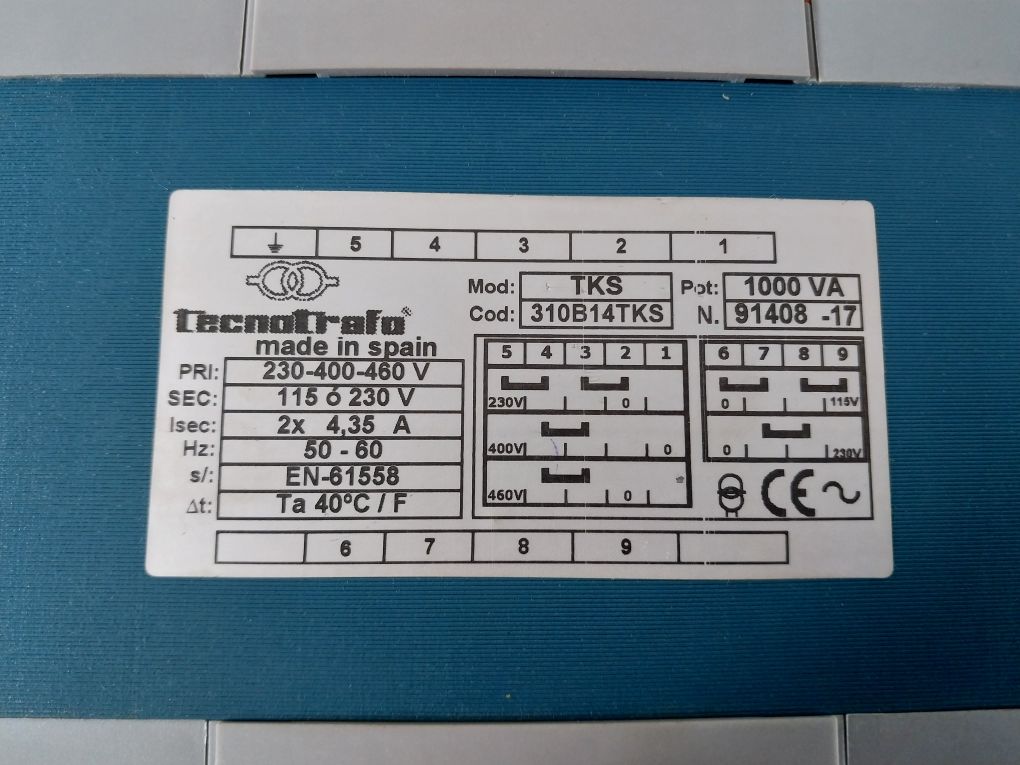 ⏚ 5 4 3 2 1
Mod: TKS Pot: 1000 VA
Cod: 310B14TKS N. 91408 -17
tecnotrafo®
made in spain
PRI: 230-400-460 V
SEC: 115 ó 230 V
Isec: 2x 4,35 A
Hz: 50 - 60
s/: EN-61558
Δt: Ta 40ºC / F
5 4 3 2 1
230V 0
400V 0
460V 0
6 7 8 9
0 115V
0 230V
CE
6 7 8 9